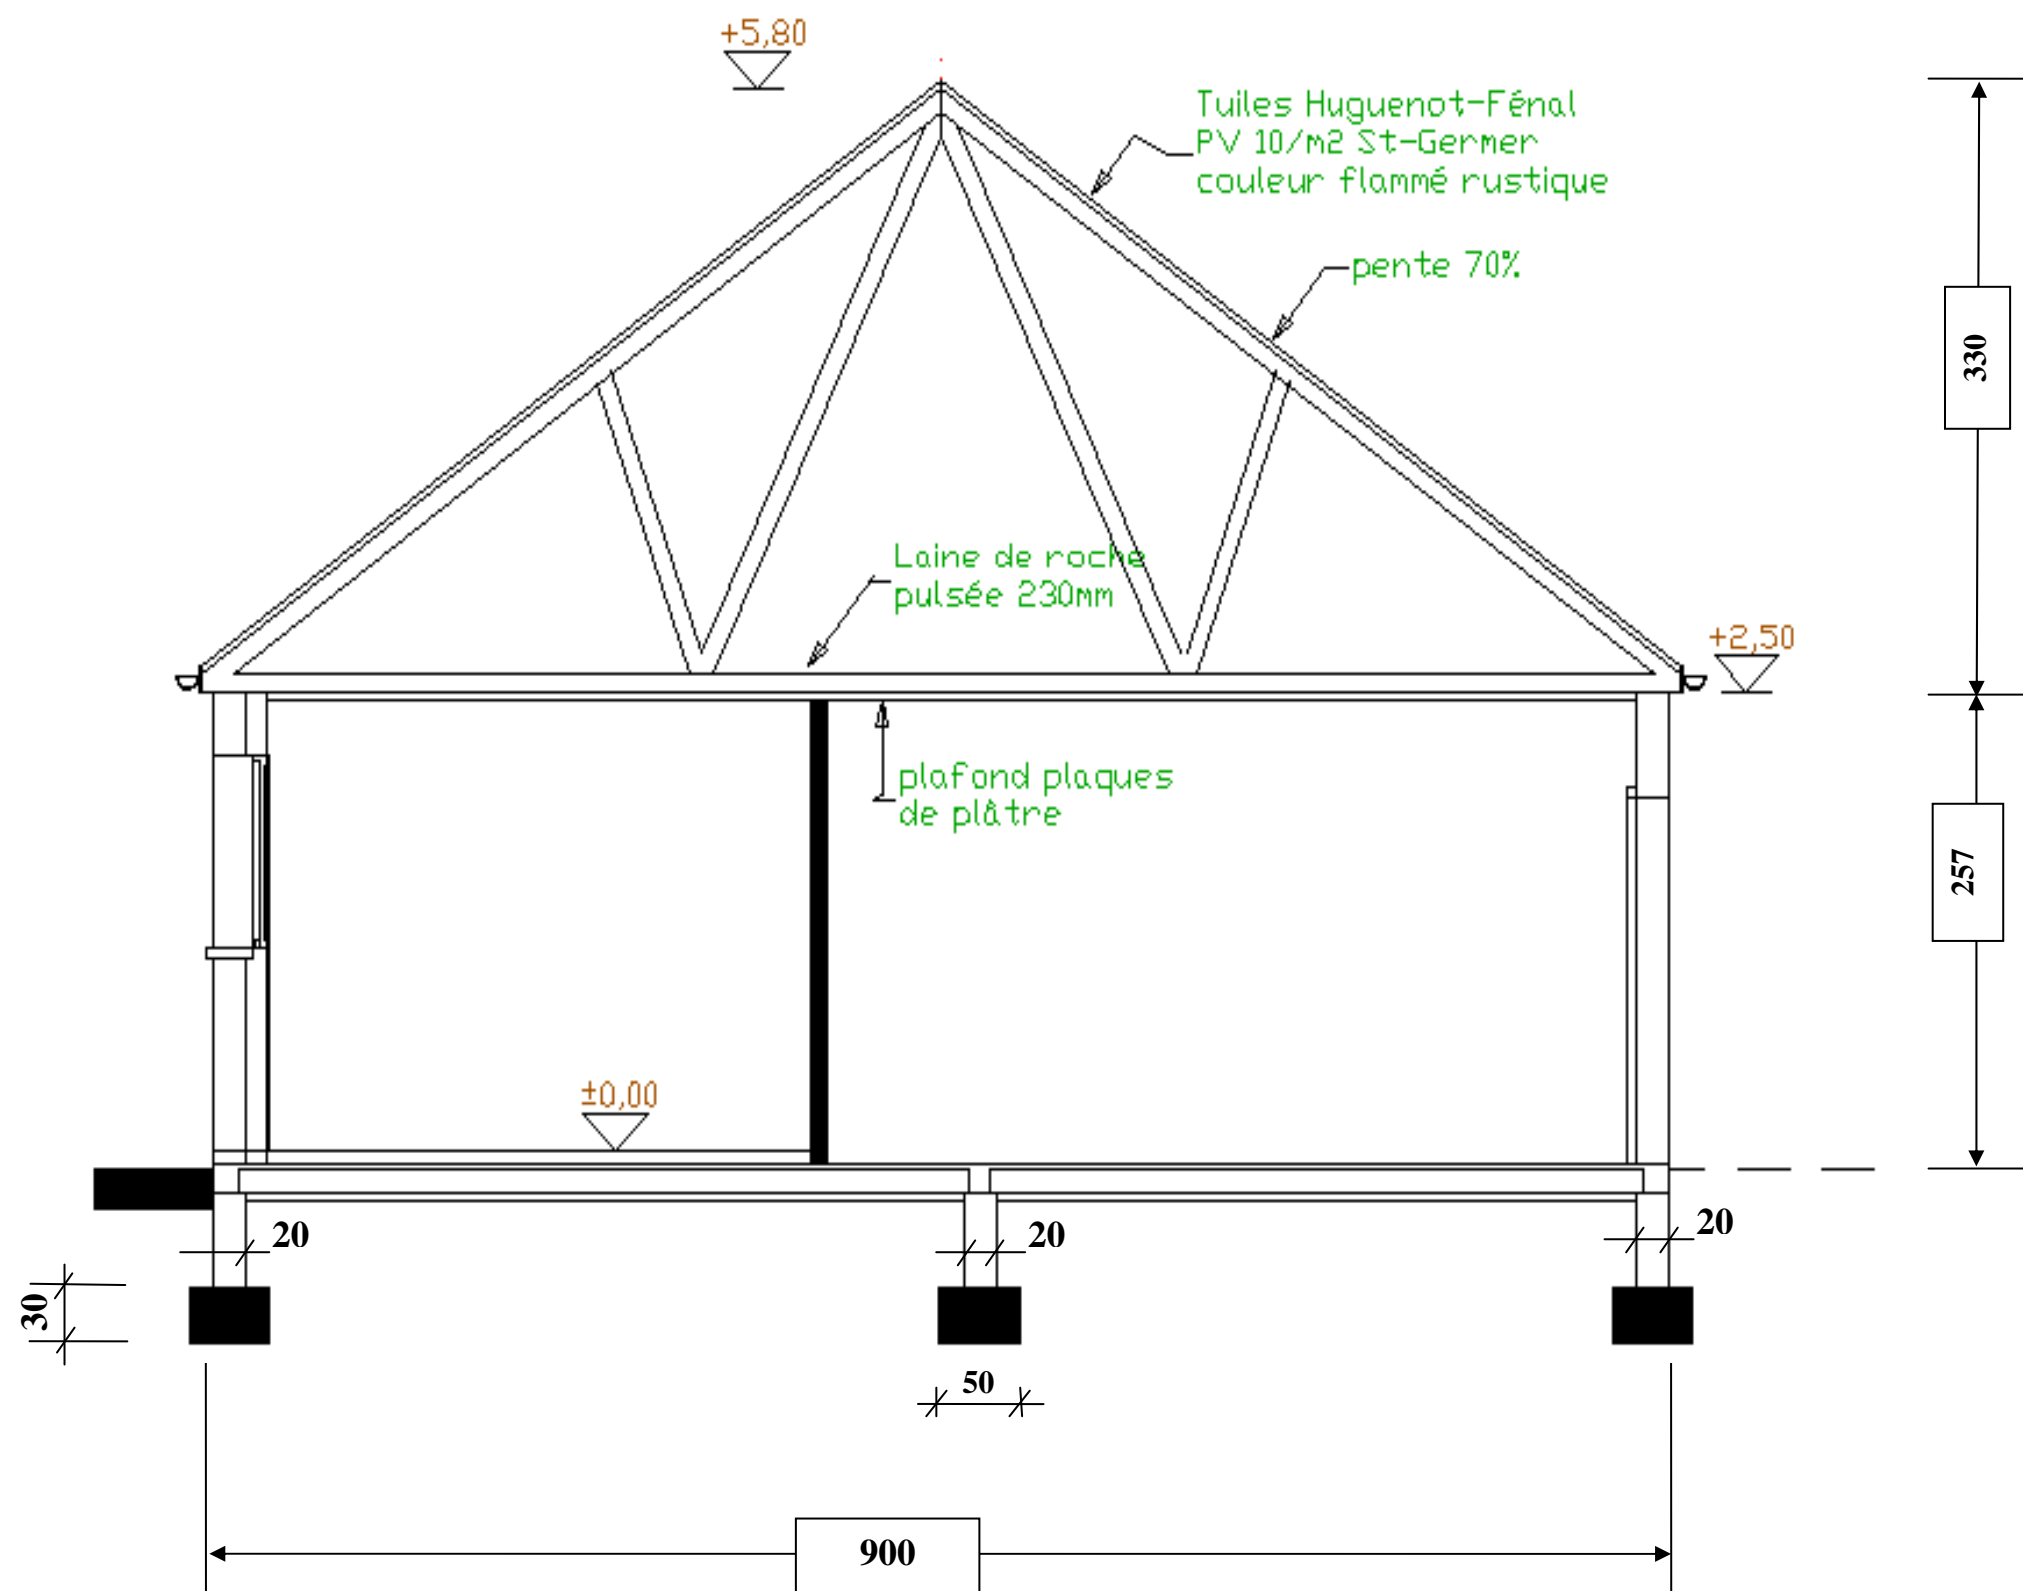 +5,80
Tuiles Huguenot-Fénal
PV 10/m2 St-Germer
couleur flammé rustique
pente 70%
330
Laine de roche
pulsée 230mm
+2,50
plafond plaques
de plâtre
257
±0,00
20
20
20
30
50
900